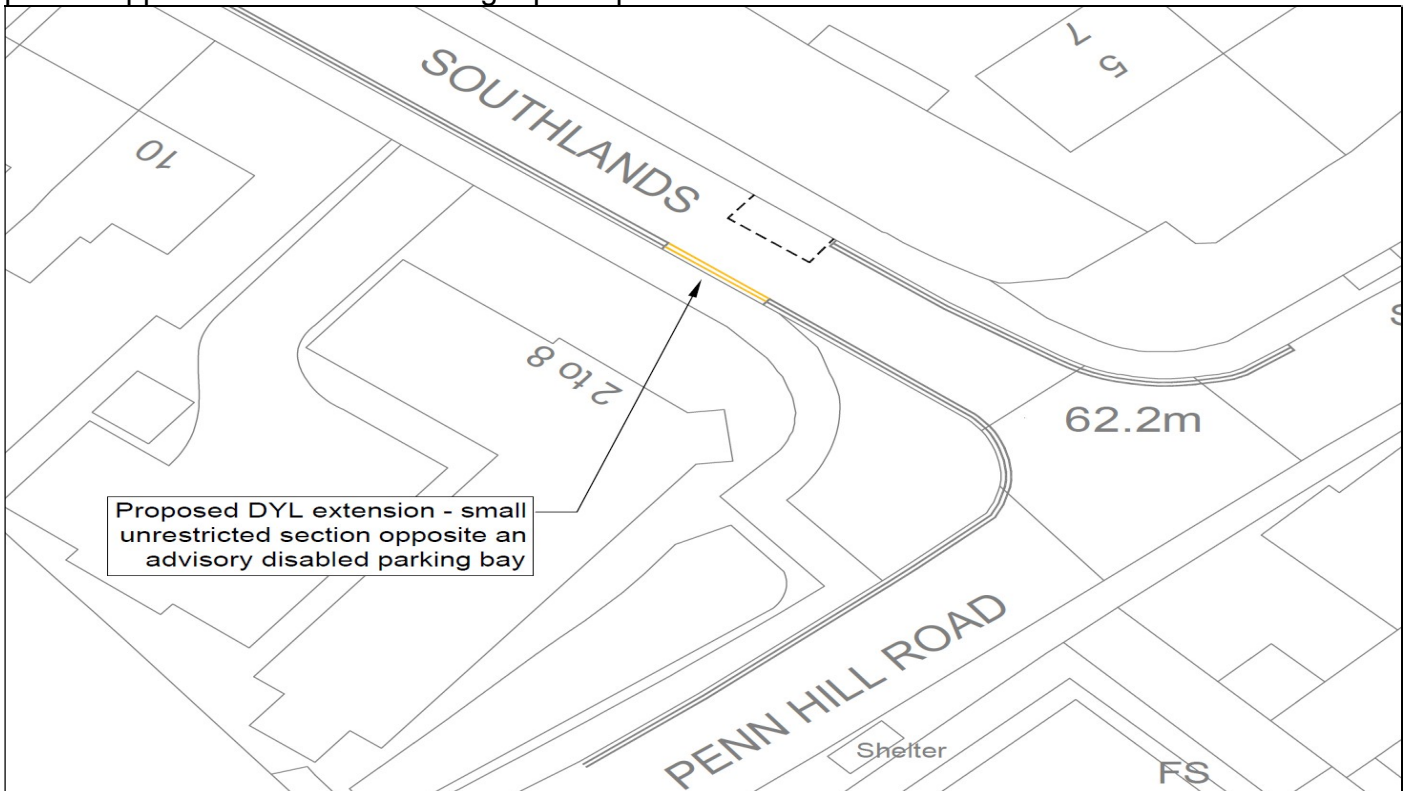 SOUTHLANDS
5
7
10
2 to 8
62.2m
Proposed DYL extension - small
unrestricted section opposite an
advisory disabled parking bay
PENN HILL ROAD
Shelter
FS